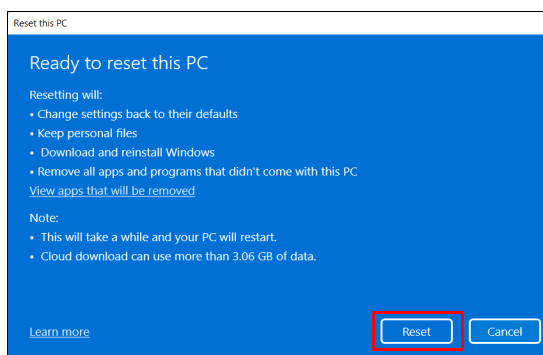 Reset this PC
Ready to reset this PC
Resetting will:
• Change settings back to their defaults
• Keep personal files
• Download and reinstall Windows
• Remove all apps and programs that didn't come with this PC
View apps that will be removed
Note:
• This will take a while and your PC will restart.
• Cloud download can use more than 3.06 GB of data.
Learn more
Reset
Cancel